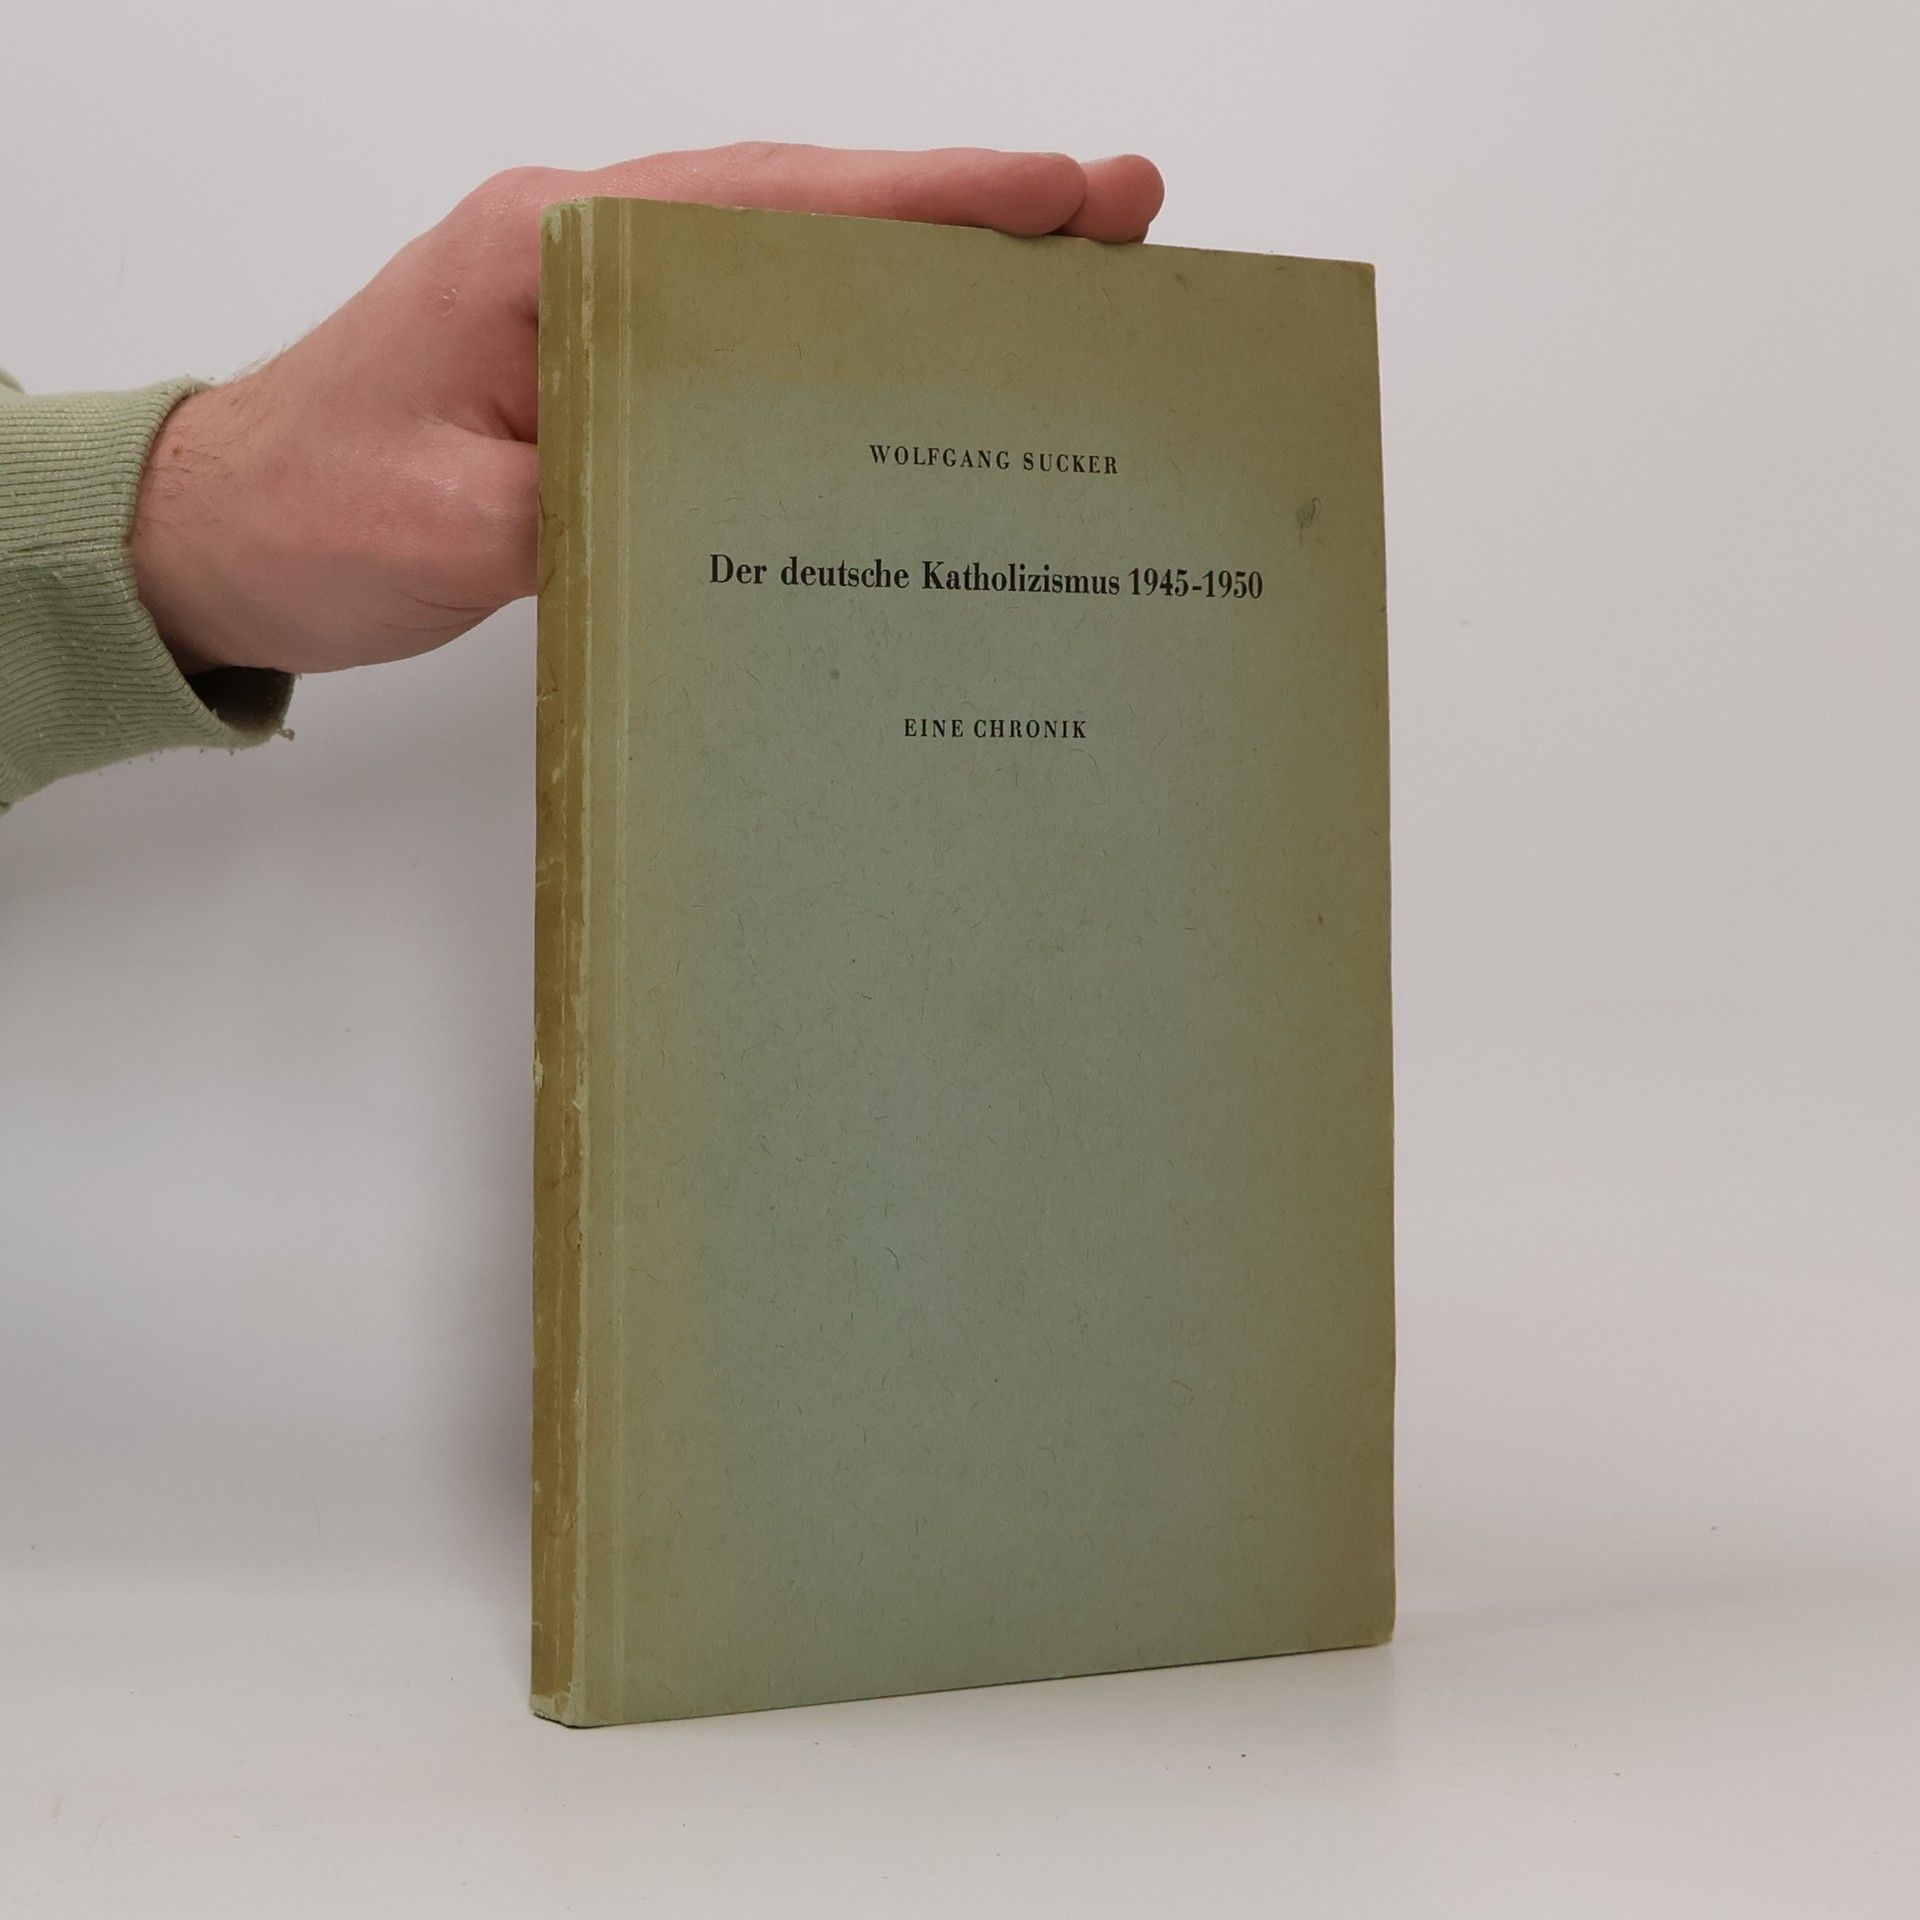 WOLFGANG SUCKER
Der deutsche Katholizismus 1945-1950
EINE CHRONIK